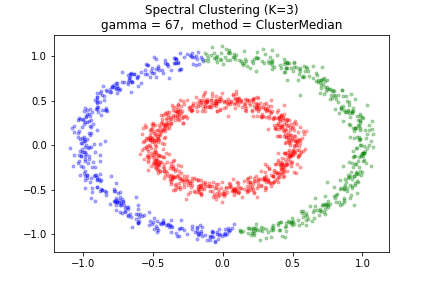 Spectral Clustering (K=3)
gamma = 67,  method = ClusterMedian
1.0
0.5
0.0
−0.5
−1.0
−1.0 −0.5 0.0 0.5 1.0